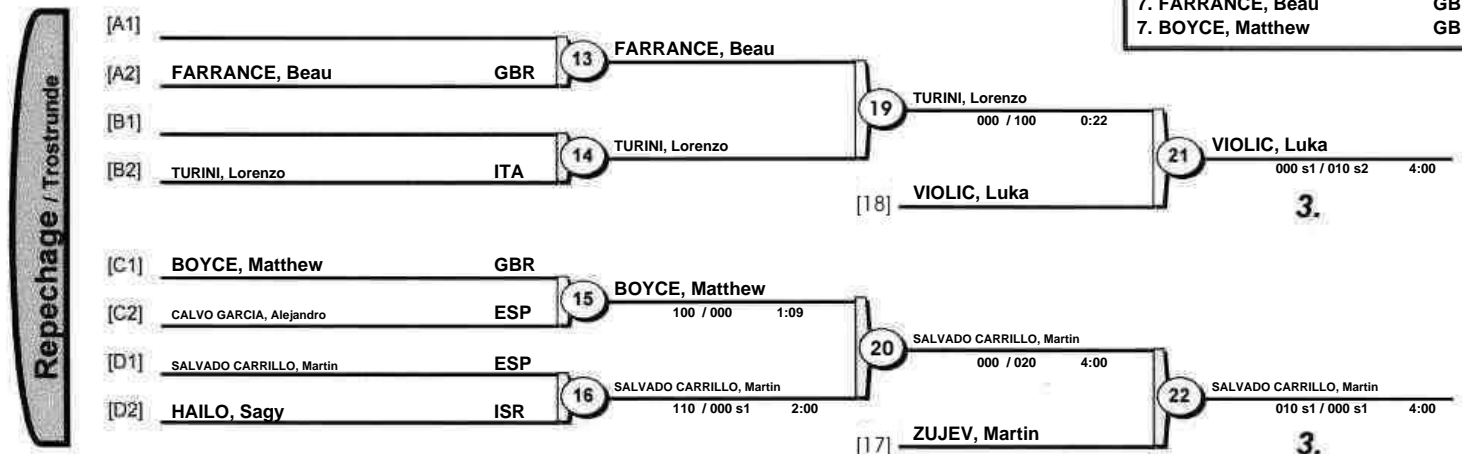 7. FARRANCE, Beau GB
7. BOYCE, Matthew GB
Repechage / Trostrunde
[A1]
13
FARRANCE, Beau
[A2] FARRANCE, Beau GBR
19
TURINI, Lorenzo
000 / 100 0:22
[B1]
14
TURINI, Lorenzo
[B2] TURINI, Lorenzo ITA
21
VIOLIC, Luka
000 s1 / 010 s2 4:00
[18] VIOLIC, Luka
3.
[C1] BOYCE, Matthew GBR
15
BOYCE, Matthew
100 / 000 1:09
[C2] CALVO GARCIA, Alejandro ESP
20
SALVADO CARRILLO, Martin
000 / 020 4:00
[D1] SALVADO CARRILLO, Martin ESP
16
SALVADO CARRILLO, Martin
110 / 000 s1 2:00
[D2] HAILO, Sagy ISR
22
SALVADO CARRILLO, Martin
010 s1 / 000 s1 4:00
[17] ZUJEV, Martin
3.